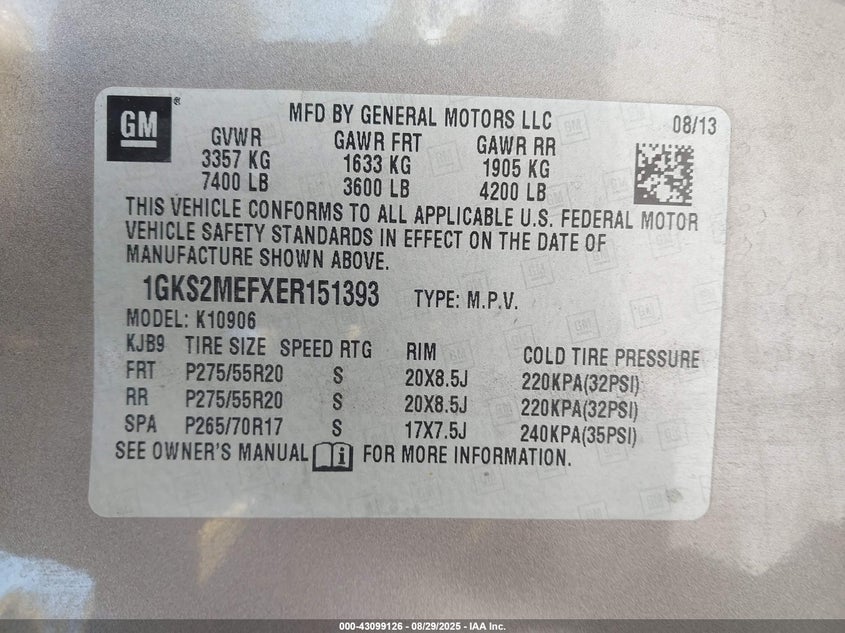 GM ®
MFD BY GENERAL MOTORS LLC 08/13
GVWR GAWR FRT GAWR RR
3357 KG 1633 KG 1905 KG
7400 LB 3600 LB 4200 LB
THIS VEHICLE CONFORMS TO ALL APPLICABLE U.S. FEDERAL MOTOR
VEHICLE SAFETY STANDARDS IN EFFECT ON THE DATE OF
MANUFACTURE SHOWN ABOVE.
1GKS2MEFXER151393 TYPE: M.P.V.
MODEL: K10906
KJB9 TIRE SIZE SPEED RTG RIM COLD TIRE PRESSURE
FRT P275/55R20 S 20X8.5J 220KPA(32PSI)
RR P275/55R20 S 20X8.5J 220KPA(32PSI)
SPA P265/70R17 S 17X7.5J 240KPA(35PSI)
SEE OWNER'S MANUAL i FOR MORE INFORMATION.
000-43099126 - 08/29/2025 - IAA Inc.